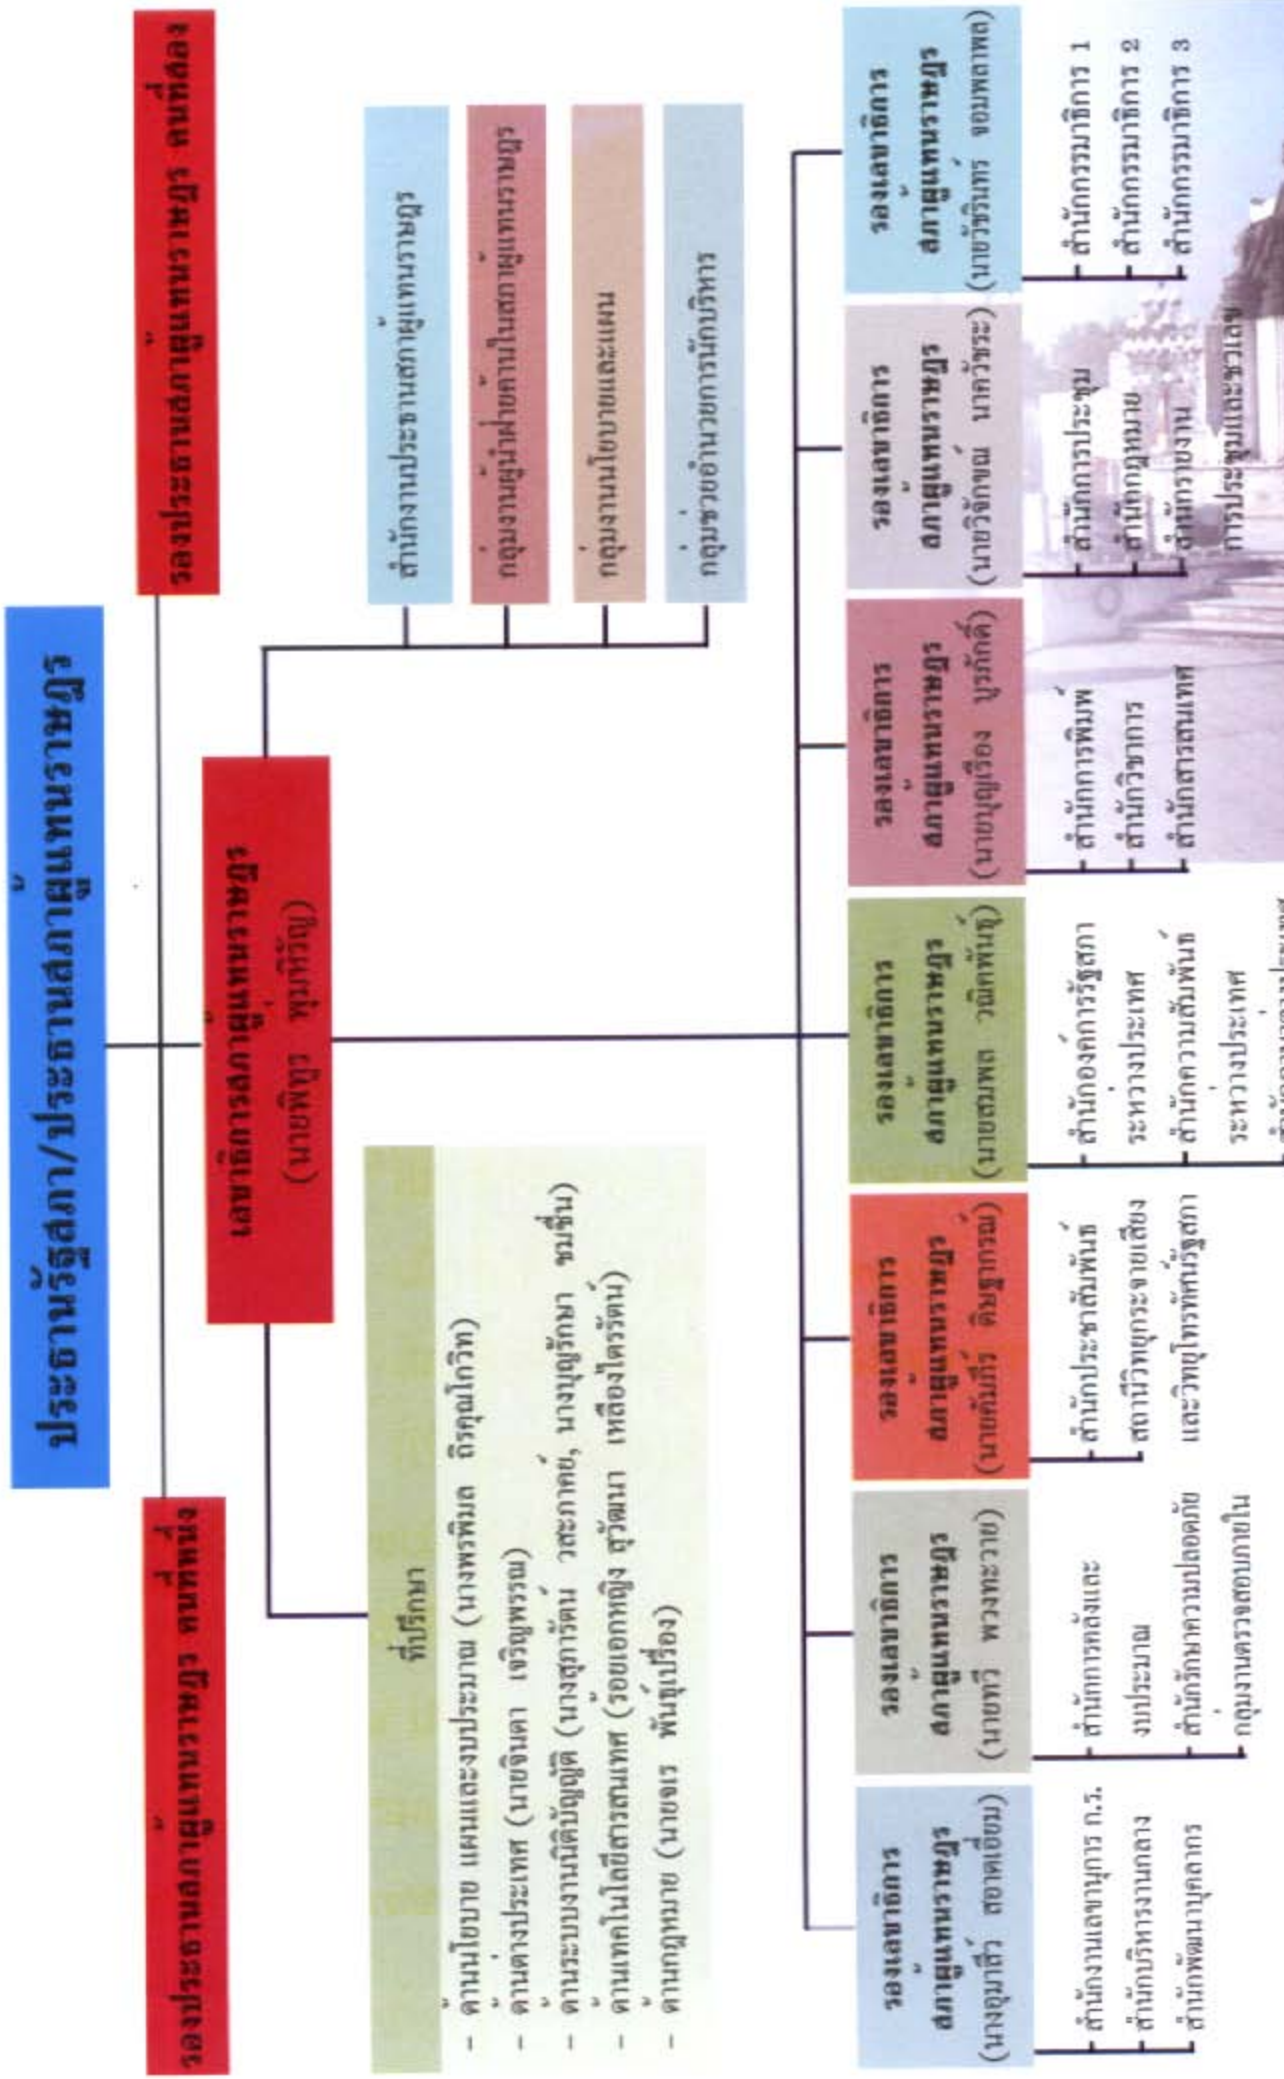 ประธานรัฐสภา/ประธานสภาผู้แทนราษฎร
รองประธานสภาผู้แทนราษฎร คนที่หนึ่ง
รองประธานสภาผู้แทนราษฎร คนที่สอง
เลขาธิการสภาผู้แทนราษฎร
(นายพิทูร พุ่มหิรัญ)
ที่ปรึกษา
- ด้านนโยบาย แผนและงบประมาณ (นางพรพิมล ถิรคุณโกวิท)
- ด้านต่างประเทศ (นายจินดา เจริญพรรณ)
- ด้านระบบงานนิติบัญญัติ (นางสุดารัตน์ วสะภาคย์, นางบุญรักษา ชมชื่น)
- ด้านเทคโนโลยีสารสนเทศ (ร้อยเอกหญิง สุวัฒนา เหลืองไตรรัตน์)
- ด้านกฎหมาย (นายจเร พันธุ์เปรื่อง)
สำนักงานประธานสภาผู้แทนราษฎร
กลุ่มงานผู้นำฝ่ายค้านในสภาผู้แทนราษฎร
กลุ่มงานนโยบายและแผน
กลุ่มช่วยอำนวยการนักบริหาร
รองเลขาธิการ
สภาผู้แทนราษฎร
สำนักงานเลขานุการ ก.ร.
สำนักบริหารงานกลาง
สำนักพัฒนาบุคลากร
รองเลขาธิการ
สภาผู้แทนราษฎร
(นายทวี พวงทะวาย)
สำนักการคลังและ
งบประมาณ
สำนักรักษาความปลอดภัย
กลุ่มงานตรวจสอบภายใน
รองเลขาธิการ
สภาผู้แทนราษฎร
สำนักประชาสัมพันธ์
สถานีวิทยุกระจายเสียง
และวิทยุโทรทัศน์รัฐสภา
รองเลขาธิการ
สภาผู้แทนราษฎร
(นายสมพล วณิคพันธุ์)
สำนักองค์การรัฐสภา
ระหว่างประเทศ
สำนักความสัมพันธ์
ระหว่างประเทศ
รองเลขาธิการ
สภาผู้แทนราษฎร
(นายบุญเรือง บูรภักดิ์)
สำนักการพิมพ์
สำนักวิชาการ
สำนักสารสนเทศ
รองเลขาธิการ
สภาผู้แทนราษฎร
(นายวิจักขณ์ นาควัชระ)
สำนักการประชุม
สำนักกฎหมาย
สำนักรายงาน
การประชุมและชวเลข
รองเลขาธิการ
สภาผู้แทนราษฎร
(นายวัชรินทร์ จอมพลาพล)
สำนักกรรมาธิการ 1
สำนักกรรมาธิการ 2
สำนักกรรมาธิการ 3